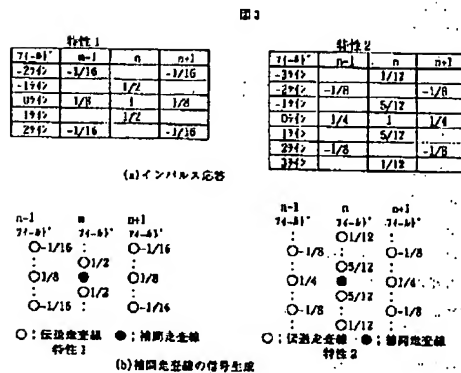 図3
特性1
フィールド n-1 n n+1
-2ライン -1/16 -1/16
-1ライン 1/2
0ライン 1/8 1 1/8
1ライン 1/2
2ライン -1/16 -1/16
特性2
フィールド n-1 n n+1
-3ライン 1/12
-2ライン -1/8 -1/8
-1ライン 5/12
0ライン 1/4 1 1/4
1ライン 5/12
2ライン -1/8 -1/8
3ライン 1/12
(a)インパルス応答
n-1 n n+1
フィールド フィールド フィールド
○-1/16 ○-1/16
○1/2
○1/8 ● ○1/8
○1/2
○-1/16 ○-1/16
○;伝送走査線 ●;補間走査線
特性1
n-1 n n+1
フィールド フィールド フィールド
○1/12
○-1/8 ○-1/8
○5/12
○1/4 ● ○1/4
○5/12
○-1/8 ○-1/8
○1/12
○;伝送走査線 ●;補間走査線
特性2
(b)補間走査線の信号生成